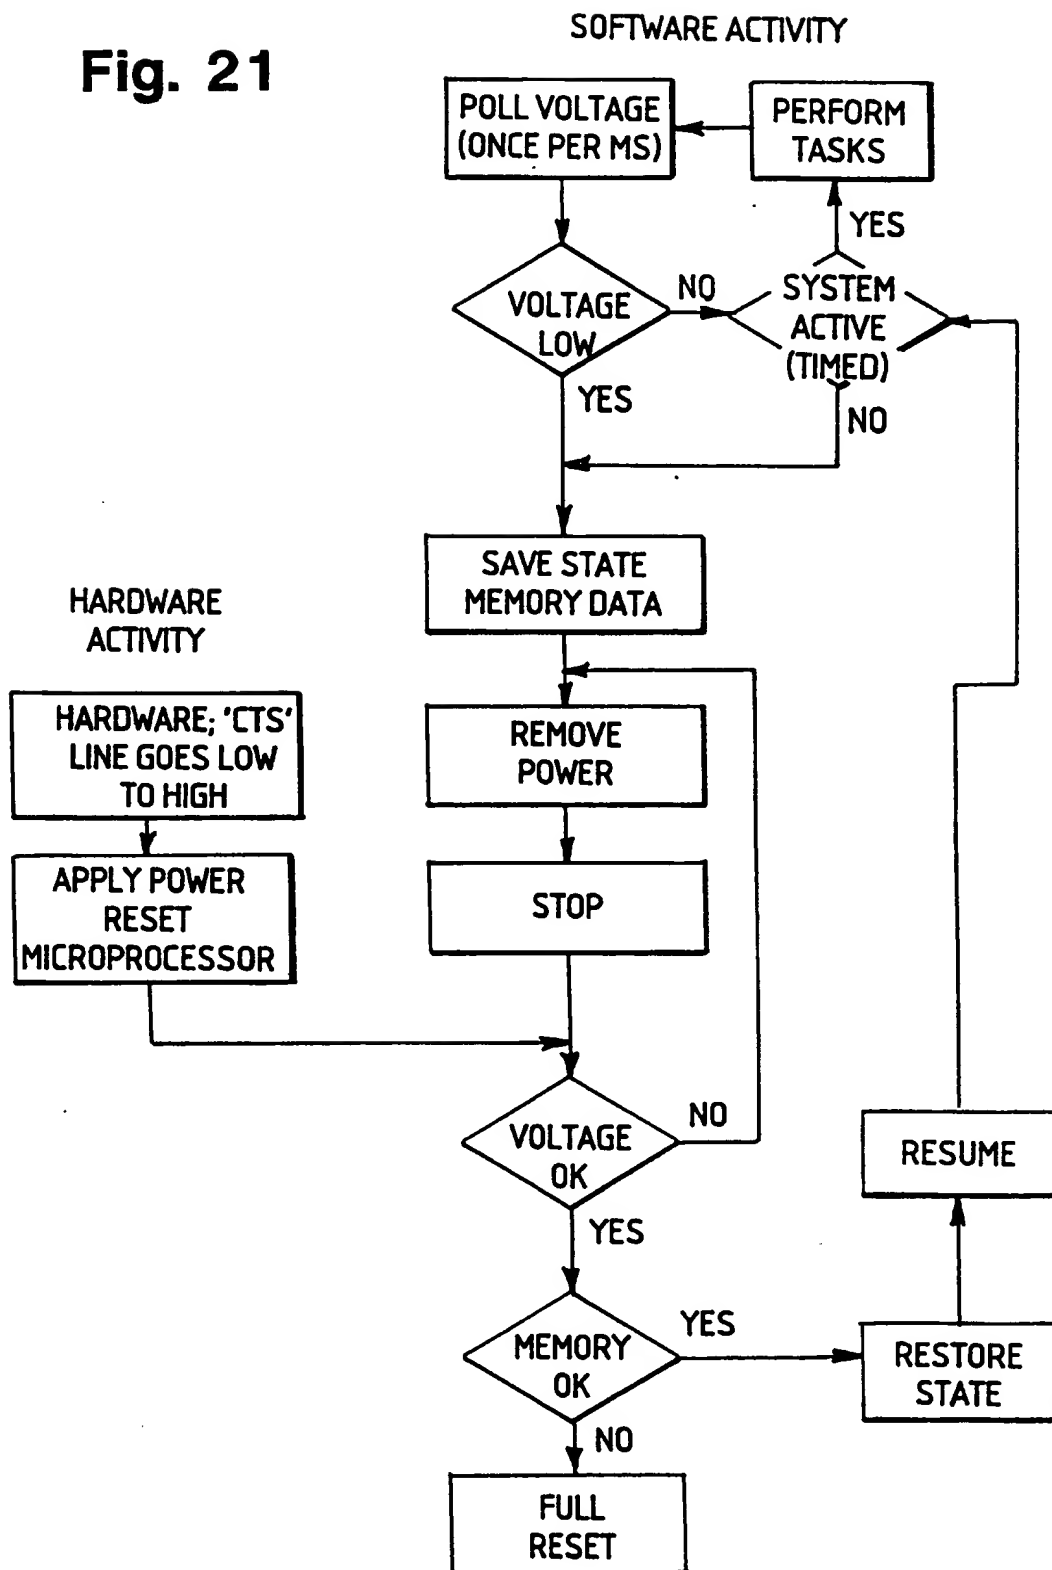 SOFTWARE ACTIVITY
Fig. 21
POLL VOLTAGE
(ONCE PER MS)
PERFORM
TASKS
YES
VOLTAGE
LOW
NO
SYSTEM
ACTIVE
(TIMED)
YES
NO
SAVE STATE
MEMORY DATA
HARDWARE
ACTIVITY
HARDWARE; 'CTS'
LINE GOES LOW
TO HIGH
REMOVE
POWER
APPLY POWER
RESET
MICROPROCESSOR
STOP
VOLTAGE
OK
NO
RESUME
YES
MEMORY
OK
YES
RESTORE
STATE
NO
FULL
RESET